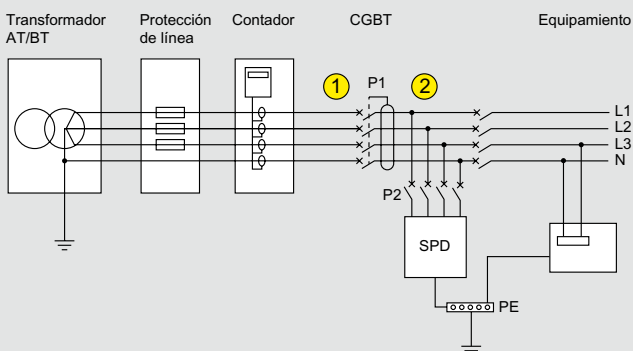 Transformador
AT/BT
Protección
de línea
Contador
CGBT
Equipamiento
1
P1
2
L1
L2
L3
N
P2
SPD
PE